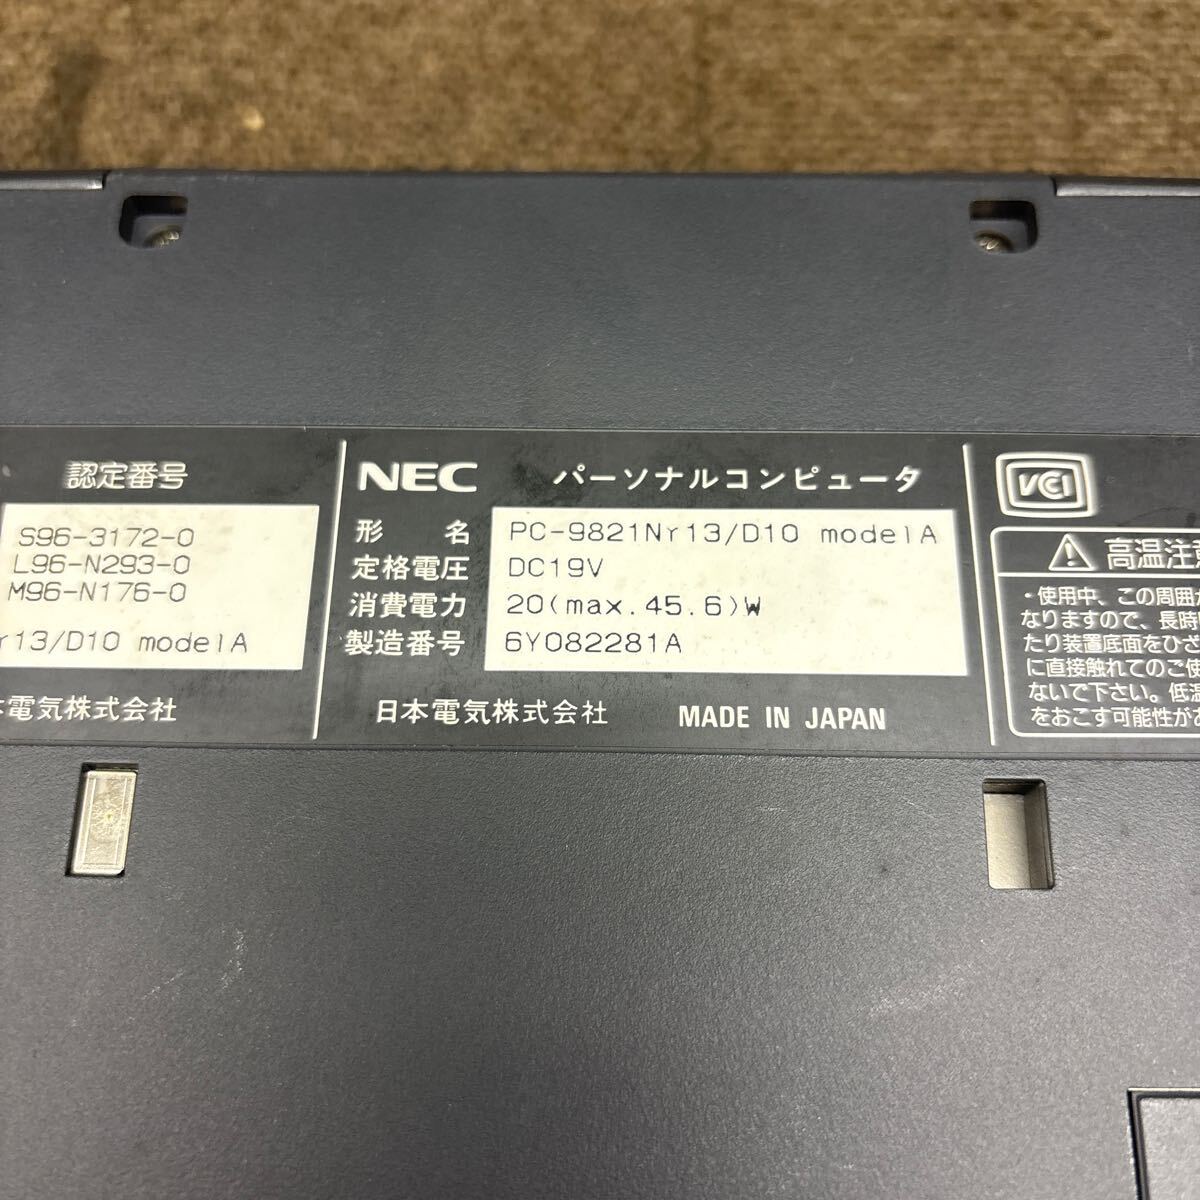 認定番号
S96-3172-0
L96-N293-0
M96-N176-0
r13/D10 modelA
本電気株式会社
NEC パーソナルコンピュータ
形名 PC-9821Nr13/D10 modelA
定格電圧 DC19V
消費電力 20(max.45.6)W
製造番号 6Y082281A
日本電気株式会社 MADE IN JAPAN
VCI
高温注意
・使用中、この周囲が
なりますので、長時
たり装置底面をひざ
に直接触れてのご使
ないで下さい。低温
をおこす可能性があ